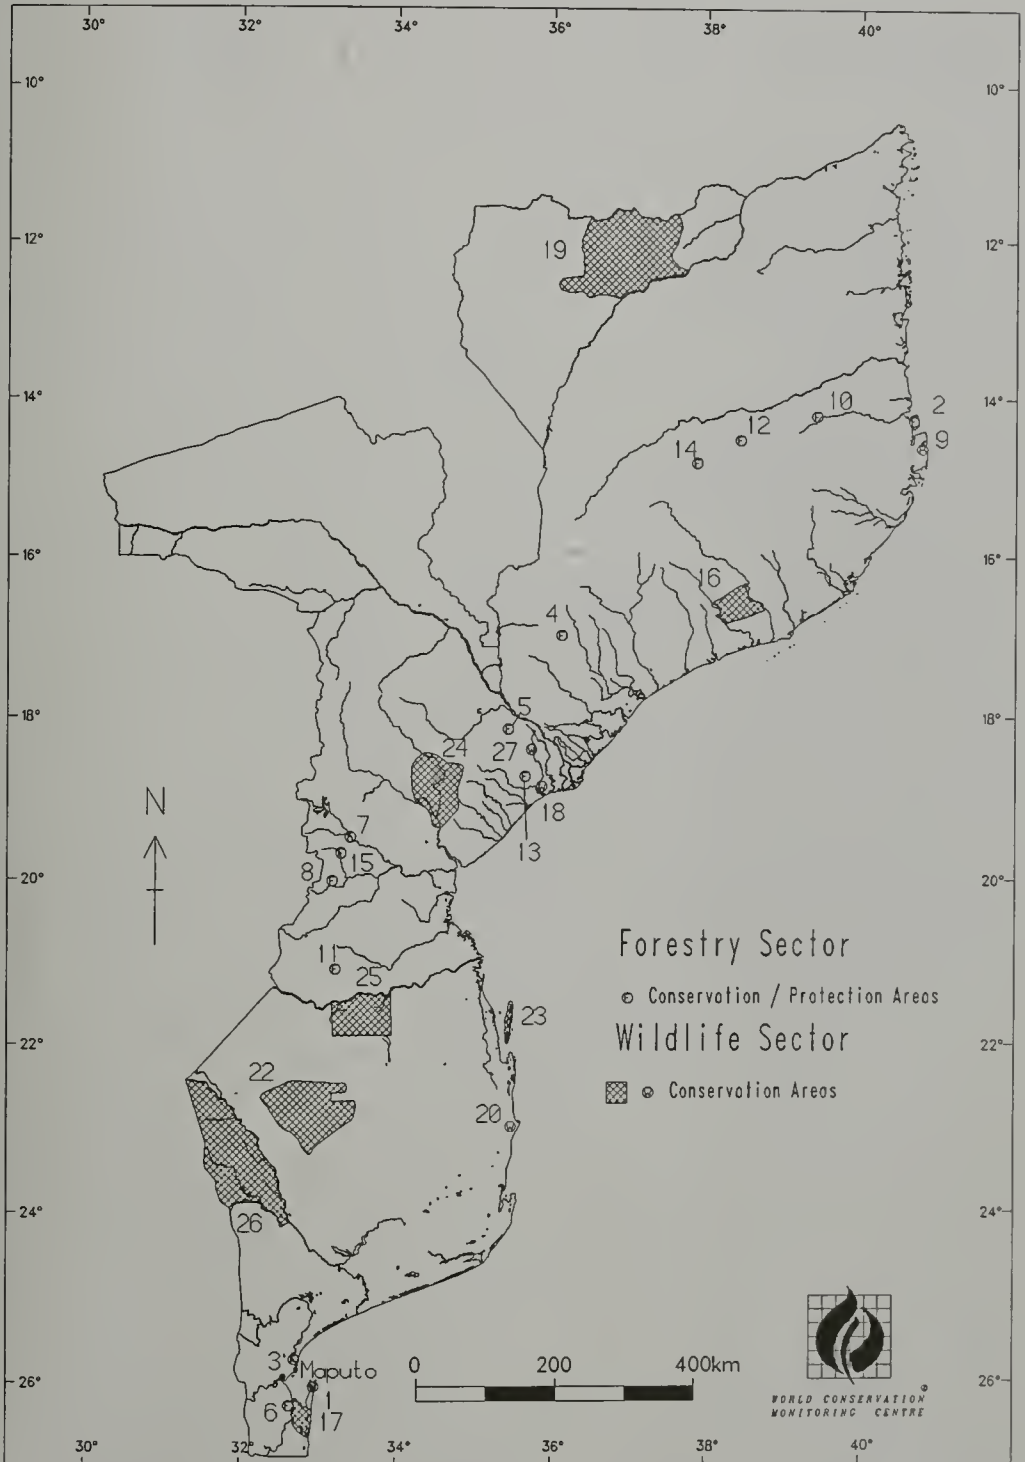 30° 32° 34° 36° 38° 40°
10° 10°
12° 12°
19
14° 14°
10 2
12
14 9
16° 16°
16
4
5
18° 18°
24 27
18
N
7
13
15
8
20° 20°
11
25
Forestry Sector
Conservation / Protection Areas
23
Wildlife Sector
22° 22°
22
Conservation Areas
20
24° 24°
26
3
Maputo
0 200 400km
26° 26°
1
6
17
WORLD CONSERVATION
MONITORING CENTRE
30° 32° 34° 36° 38° 40°